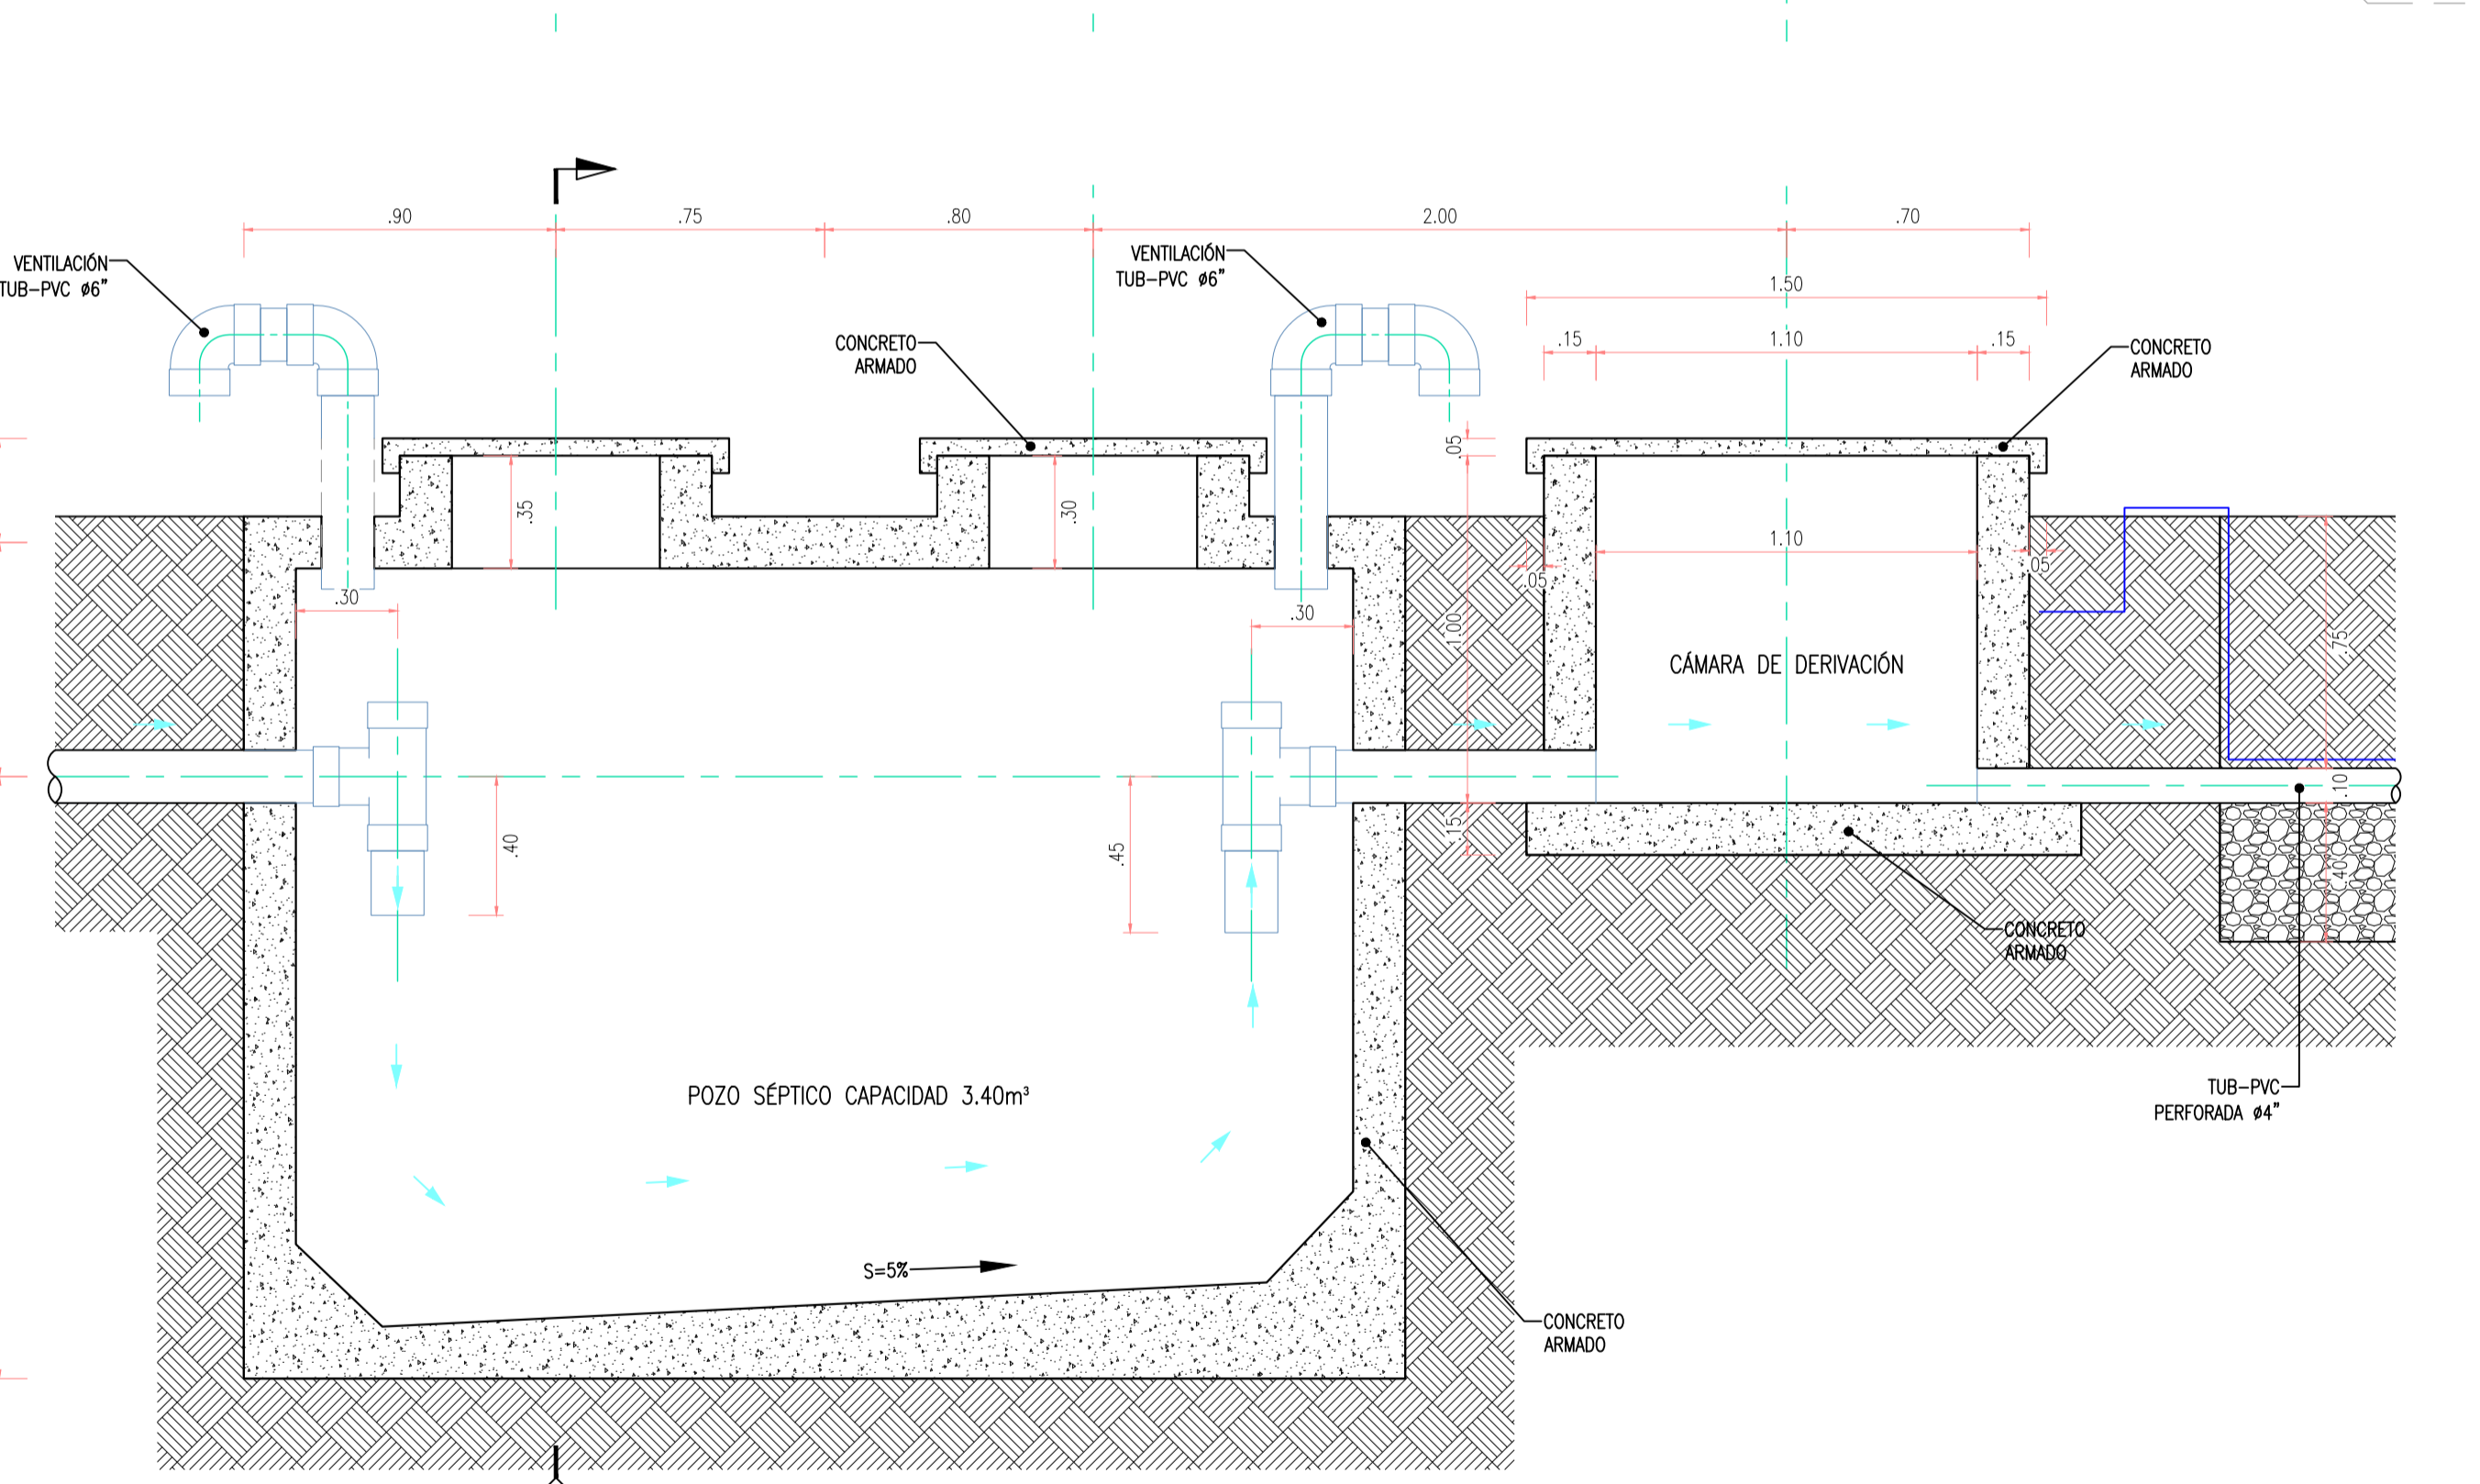 .90
.75
.80
2.00
.70
VENTILACIÓN
TUB-PVC ø6”
VENTILACIÓN
TUB-PVC ø6”
1.50
CONCRETO
ARMADO
.15
1.10
.15
CONCRETO
ARMADO
.05
.35
.30
1.10
.05
.05
.30
.30
1.00
.75
CÁMARA DE DERIVACIÓN
.10
.40
.45
.15
.40
CONCRETO
ARMADO
POZO SÉPTICO CAPACIDAD 3.40m³
TUB-PVC
PERFORADA ø4”
S=5%
CONCRETO
ARMADO